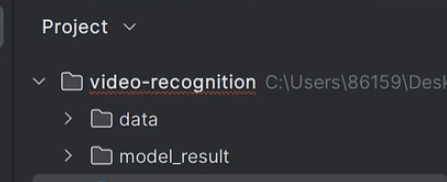 Project
video-recognition C:\Users\86159\Desk
data
model_result